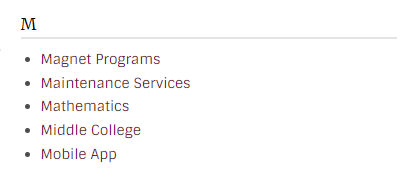 M
Magnet Programs
Maintenance Services
Mathematics
Middle College
Mobile App